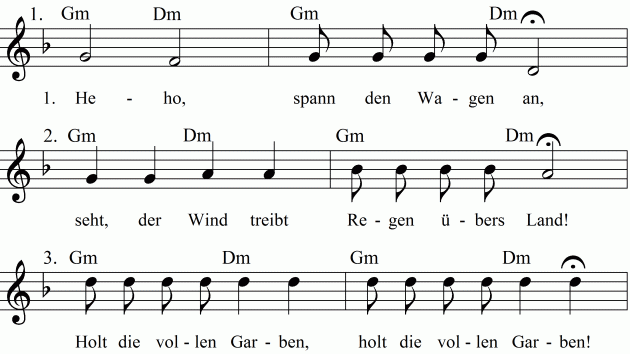 1. Gm Dm Gm Dm
1. He - ho, spann den Wa - gen an,
2. Gm Dm Gm Dm
seht, der Wind treibt Re - gen ü - bers Land!
3. Gm Dm Gm Dm
Holt die vol - len Gar - ben, holt die vol - len Gar - ben!